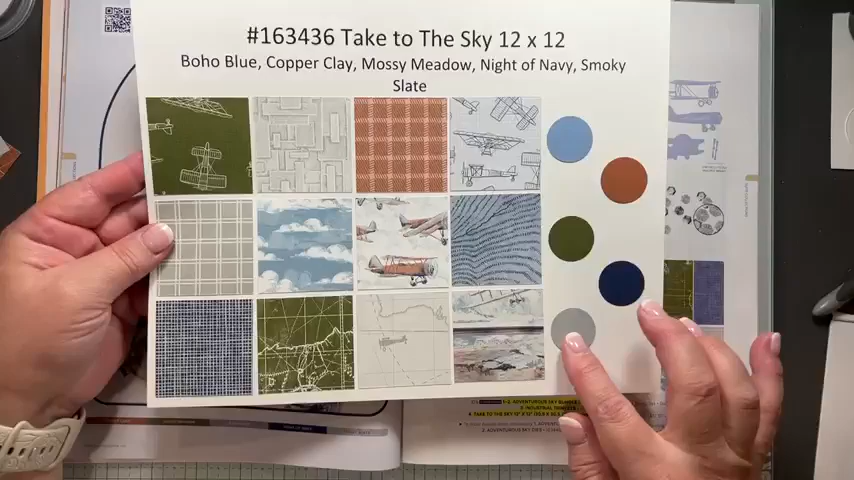 #163436 Take to The Sky 12 x 12
Boho Blue, Copper Clay, Mossy Meadow, Night of Navy, Smoky
Slate